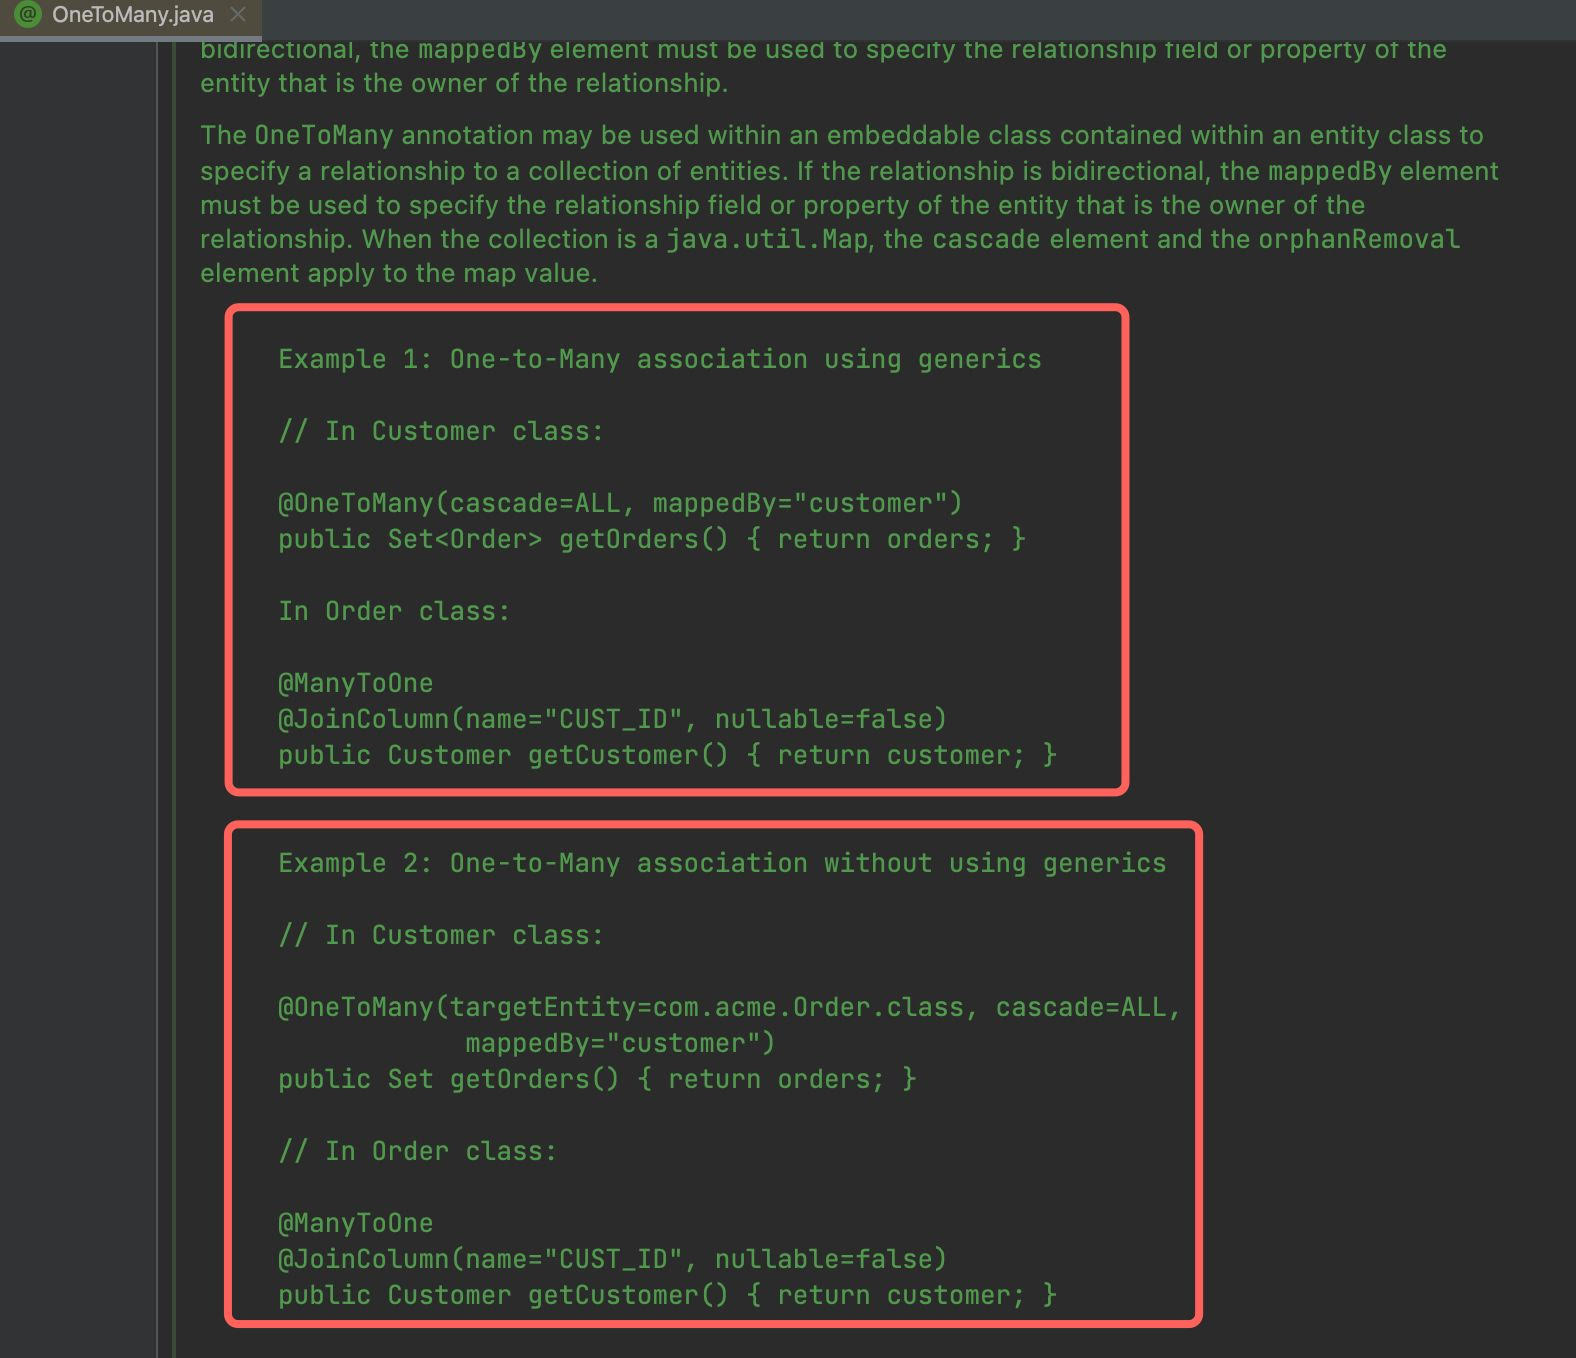 @ OneToMany.java ×
bidirectional, the mappedBy element must be used to specify the relationship field or property of the
entity that is the owner of the relationship.
The OneToMany annotation may be used within an embeddable class contained within an entity class to
specify a relationship to a collection of entities. If the relationship is bidirectional, the mappedBy element
must be used to specify the relationship field or property of the entity that is the owner of the
relationship. When the collection is a java.util.Map, the cascade element and the orphanRemoval
element apply to the map value.
Example 1: One-to-Many association using generics
// In Customer class:
@OneToMany(cascade=ALL, mappedBy="customer")
public Set<Order> getOrders() { return orders; }
In Order class:
@ManyToOne
@JoinColumn(name="CUST_ID", nullable=false)
public Customer getCustomer() { return customer; }
Example 2: One-to-Many association without using generics
// In Customer class:
@OneToMany(targetEntity=com.acme.Order.class, cascade=ALL,
mappedBy="customer")
public Set getOrders() { return orders; }
// In Order class:
@ManyToOne
@JoinColumn(name="CUST_ID", nullable=false)
public Customer getCustomer() { return customer; }